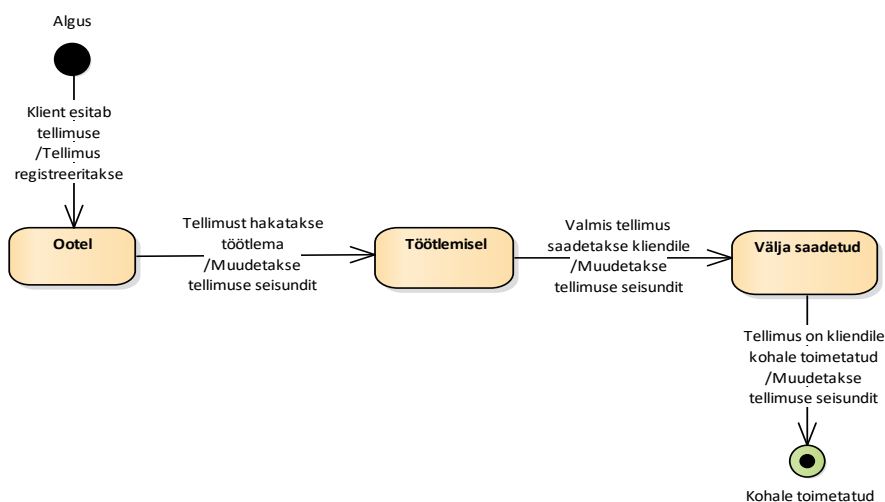 Algus
Klient esitab
tellimuse
/Tellimus
registreeritakse
Ootel
Tellimust hakatakse
töötlema
/Muudetakse
tellimuse seisundit
Töötlemisel
Valmis tellimus
saadetakse kliendile
/Muudetakse
tellimuse seisundit
Välja saadetud
Tellimus on kliendile
kohale toimetatud
/Muudetakse
tellimuse seisundit
Kohale toimetatud